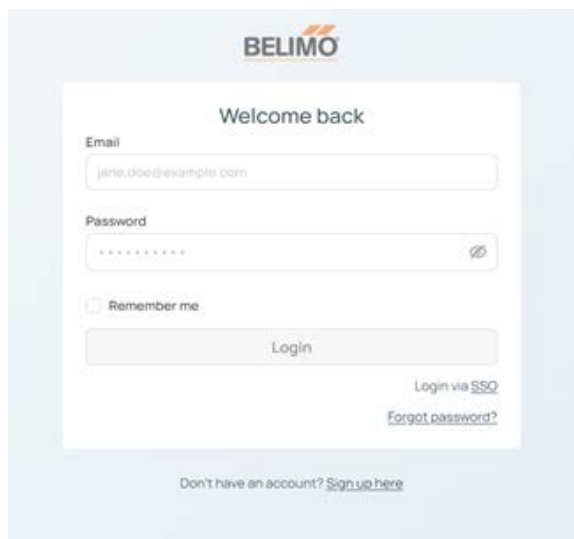 BELIMO
Welcome back
Email
jane.doe@example.com
Password
Remember me
Login
Login via SSO
Forgot password?
Don't have an account? Sign up here